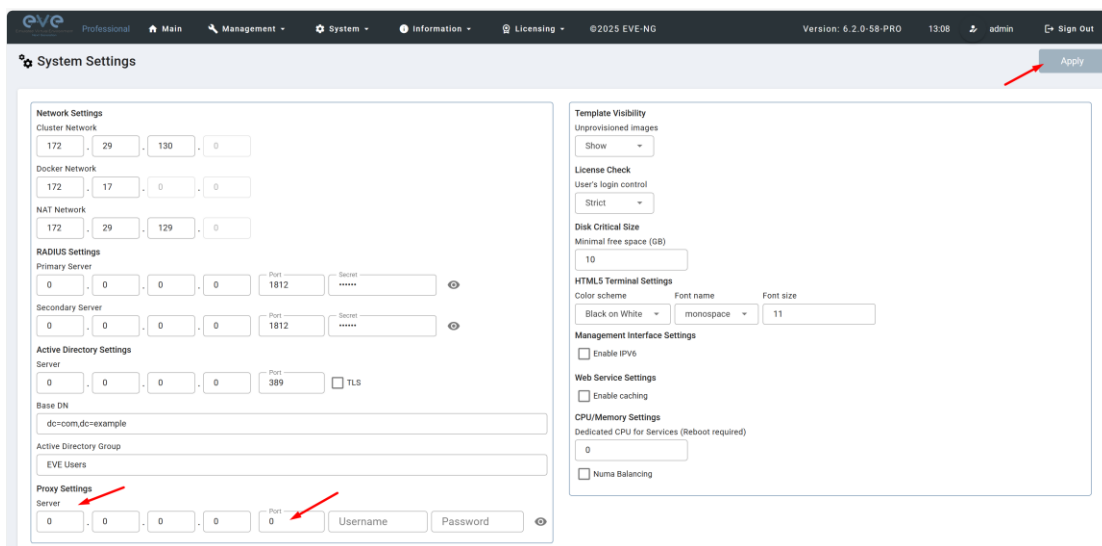 eve
Professional Main Management System Information Licensing ©2025 EVE-NG Version: 6.2.0-58-PRO 13:08 admin Sign Out
System Settings Apply
Network Settings
Cluster Network
172 . 29 . 130 . 0
Docker Network
172 . 17 . 0 . 0
NAT Network
172 . 29 . 129 . 0
RADIUS Settings
Primary Server
Port Secret
0 . 0 . 0 . 0 1812 ••••••
Secondary Server
Port Secret
0 . 0 . 0 . 0 1812 ••••••
Active Directory Settings
Server
Port
0 . 0 . 0 . 0 389 TLS
Base DN
dc=com,dc=example
Active Directory Group
EVE Users
Proxy Settings
Server
Port
0 . 0 . 0 . 0 0 Username Password
Template Visibility
Unprovisioned images
Show
License Check
User's login control
Strict
Disk Critical Size
Minimal free space (GB)
10
HTML5 Terminal Settings
Color scheme Font name Font size
Black on White monospace 11
Management Interface Settings
Enable IPV6
Web Service Settings
Enable caching
CPU/Memory Settings
Dedicated CPU for Services (Reboot required)
0
Numa Balancing